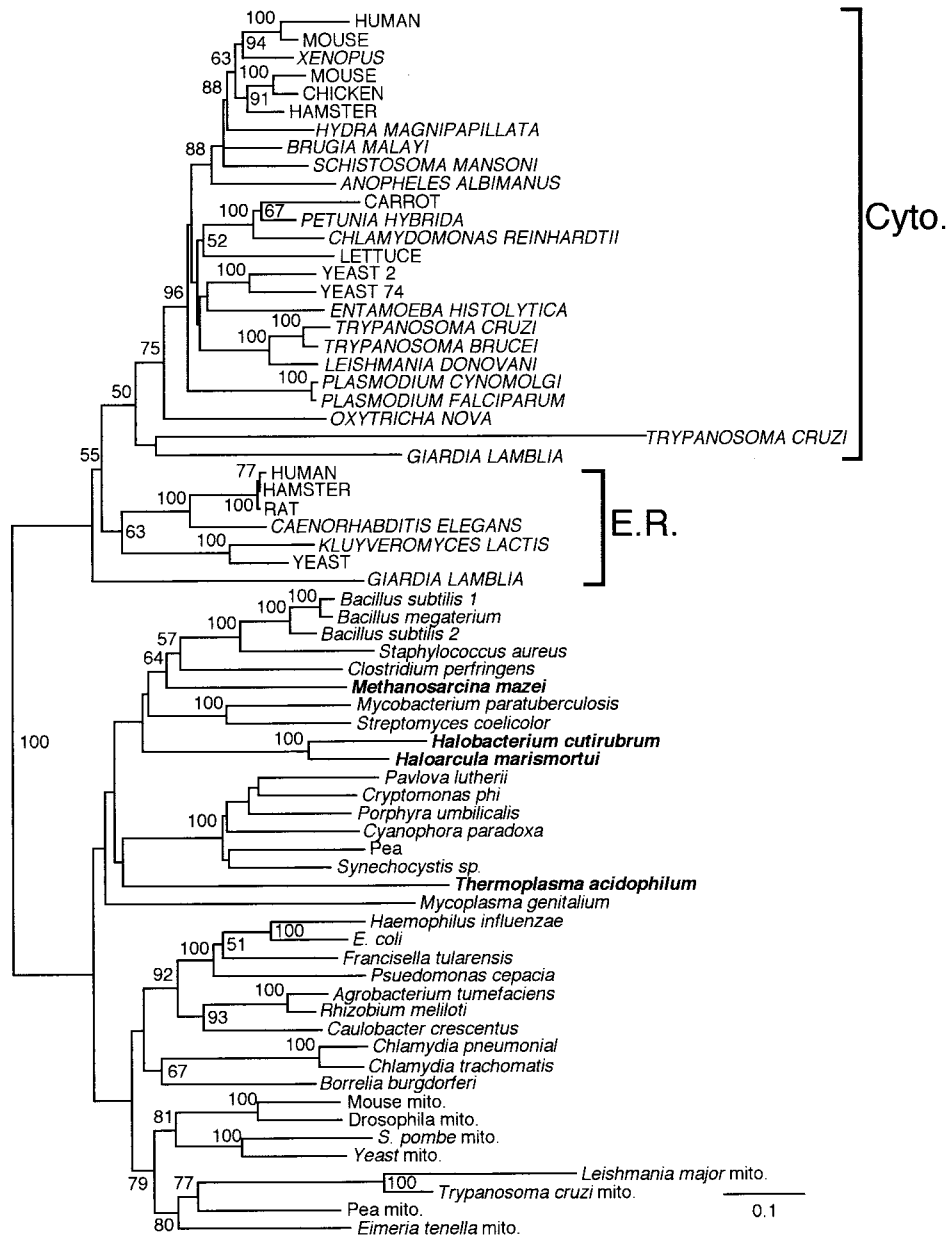 100
HUMAN
94
MOUSE
63
XENOPUS
100
MOUSE
88
CHICKEN
91
HAMSTER
HYDRA MAGNIPAPILLATA
88
BRUGIA MALAYI
SCHISTOSOMA MANSONI
ANOPHELES ALBIMANUS
CARROT
100
67
PETUNIA HYBRIDA
Cyto.
CHLAMYDOMONAS REINHARDTII
52
LETTUCE
100
YEAST 2
YEAST 74
96
ENTAMOEBA HISTOLYTICA
100
TRYPANOSOMA CRUZI
100
TRYPANOSOMA BRUCEI
75
LEISHMANIA DONOVANI
100
PLASMODIUM CYNOMOLGI
50
PLASMODIUM FALCIPARUM
OXYTRICHA NOVA
TRYPANOSOMA CRUZI
55
GIARDIA LAMBLIA
77
HUMAN
HAMSTER
100
100
RAT
63
CAENORHABDITIS ELEGANS
E.R.
100
KLUYVEROMYCES LACTIS
YEAST
GIARDIA LAMBLIA
100
Bacillus subtilis 1
100
Bacillus megaterium
100
Bacillus subtilis 2
57
Staphylococcus aureus
64
Clostridium perfringens
Methanosarcina mazei
100
Mycobacterium paratuberculosis
Streptomyces coelicolor
100
100
Halobacterium cutirubrum
Haloarcula marismortui
Pavlova lutherii
Cryptomonas phi
Porphyra umbilicalis
100
Cyanophora paradoxa
Pea
Synechocystis sp.
Thermoplasma acidophilum
Mycoplasma genitalium
Haemophilus influenzae
100
E. coli
100
51
Francisella tularensis
92
Psuedomonas cepacia
100
Agrobacterium tumefaciens
Rhizobium meliloti
93
Caulobacter crescentus
100
Chlamydia pneumonial
Chlamydia trachomatis
67
Borrelia burgdorferi
100
Mouse mito.
81
Drosophila mito.
100
S. pombe mito.
Yeast mito.
79
77
Leishmania major mito.
100
Trypanosoma cruzi mito.
Pea mito.
80
Eimeria tenella mito.
0.1